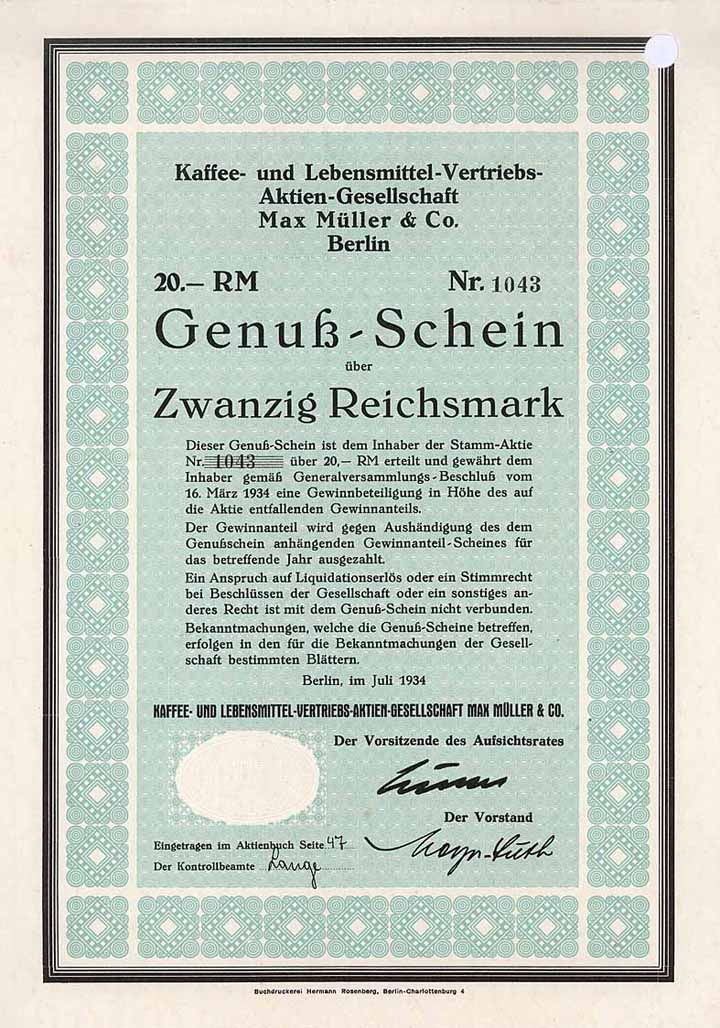 Kaffee- und Lebensmittel-Vertriebs-
Aktien-Gesellschaft
Max Müller & Co.
Berlin
20.— RM Nr. 1043
Genuß-Schein
über
Zwanzig Reichsmark
Dieser Genuß-Schein ist dem Inhaber der Stamm-Aktie
Nr. 1043 über 20,— RM erteilt und gewährt dem
Inhaber gemäß Generalversammlungs-Beschluß vom
16. März 1934 eine Gewinnbeteiligung in Höhe des auf
die Aktie entfallenden Gewinnanteils.
Der Gewinnanteil wird gegen Aushändigung des dem
Genußschein anhängenden Gewinnanteil-Scheines für
das betreffende Jahr ausgezahlt.
Ein Anspruch auf Liquidationserlös oder ein Stimmrecht
bei Beschlüssen der Gesellschaft oder ein sonstiges an-
deres Recht ist mit dem Genuß-Schein nicht verbunden.
Bekanntmachungen, welche die Genuß-Scheine betreffen,
erfolgen in den für die Bekanntmachungen der Gesell-
schaft bestimmten Blättern.
Berlin, im Juli 1934
KAFFEE- UND LEBENSMITTEL-VERTRIEBS-AKTIEN-GESELLSCHAFT MAX MÜLLER & CO.
Der Vorsitzende des Aufsichtsrates
Der Vorstand
Eingetragen im Aktienbuch Seite 47
Der Kontrollbeamte Lange
Buchdruckerei Hermann Rosenberg, Berlin-Charlottenburg 4